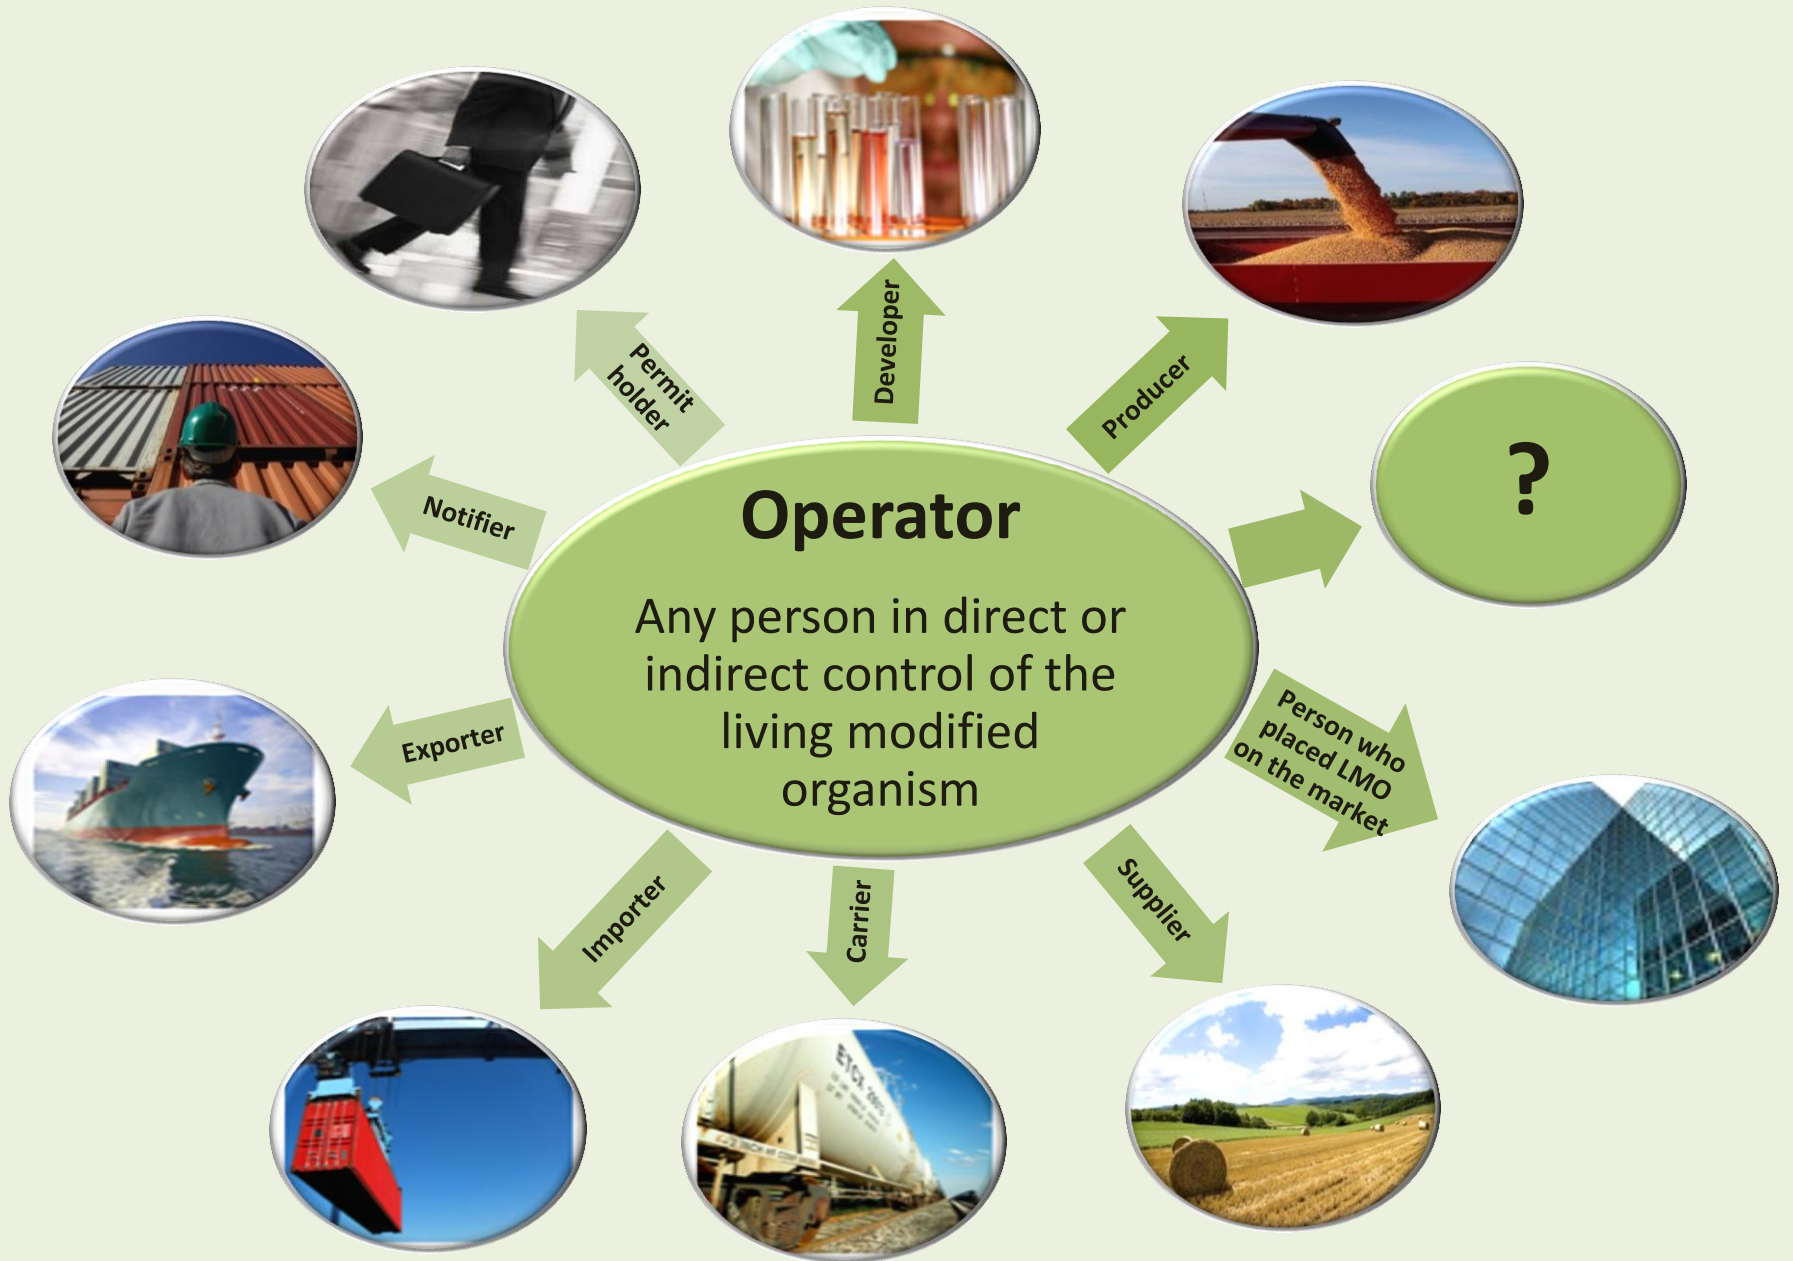 Permit
holder
Developer
Producer
?
Notifier
Operator
Any person in direct or
indirect control of the
living modified
organism
Person who
placed LMO
on the market
Exporter
Importer
Carrier
Supplier
ETCX